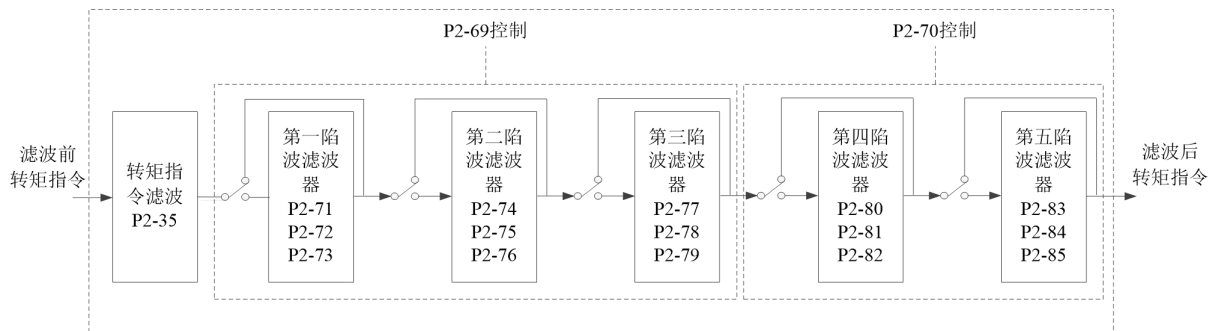 P2-69控制
P2-70控制
滤波前
转矩指令
转矩指
令滤波
P2-35
第一陷
波滤波
器
P2-71
P2-72
P2-73
第二陷
波滤波
器
P2-74
P2-75
P2-76
第三陷
波滤波
器
P2-77
P2-78
P2-79
第四陷
波滤波
器
P2-80
P2-81
P2-82
第五陷
波滤波
器
P2-83
P2-84
P2-85
滤波后
转矩指令